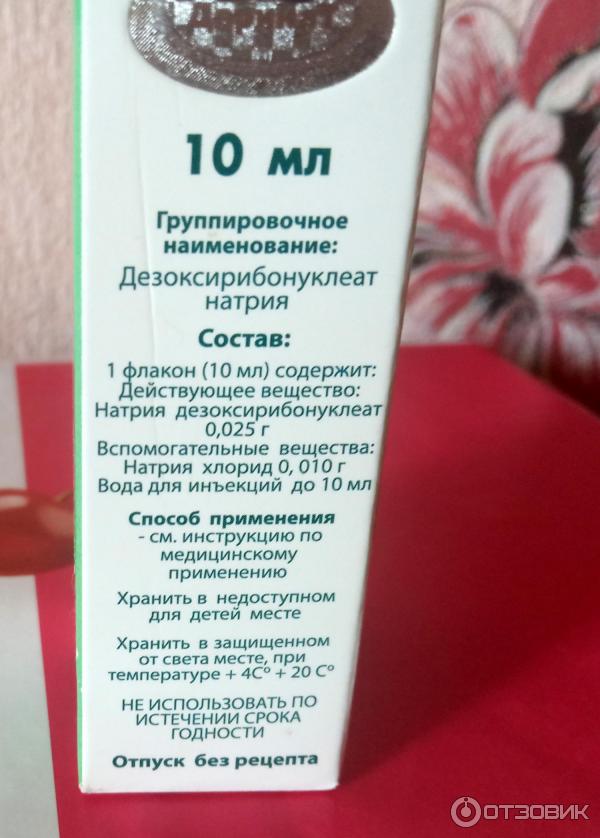 10 мл
Группировочное
наименование:
Дезоксирибонуклеат
натрия
Состав:
1 флакон (10 мл) содержит:
Действующее вещество:
Натрия дезоксирибонуклеат
0,025 г
Вспомогательные вещества:
Натрия хлорид 0, 010 г
Вода для инъекций до 10 мл
Способ применения
- см. инструкцию по
медицинскому
применению
Хранить в недоступном
для детей месте
Хранить в защищенном
от света месте, при
температуре + 4С° + 20 С°
НЕ ИСПОЛЬЗОВАТЬ ПО
ИСТЕЧЕНИИ СРОКА
ГОДНОСТИ
Отпуск без рецепта
ОТЗОВИК